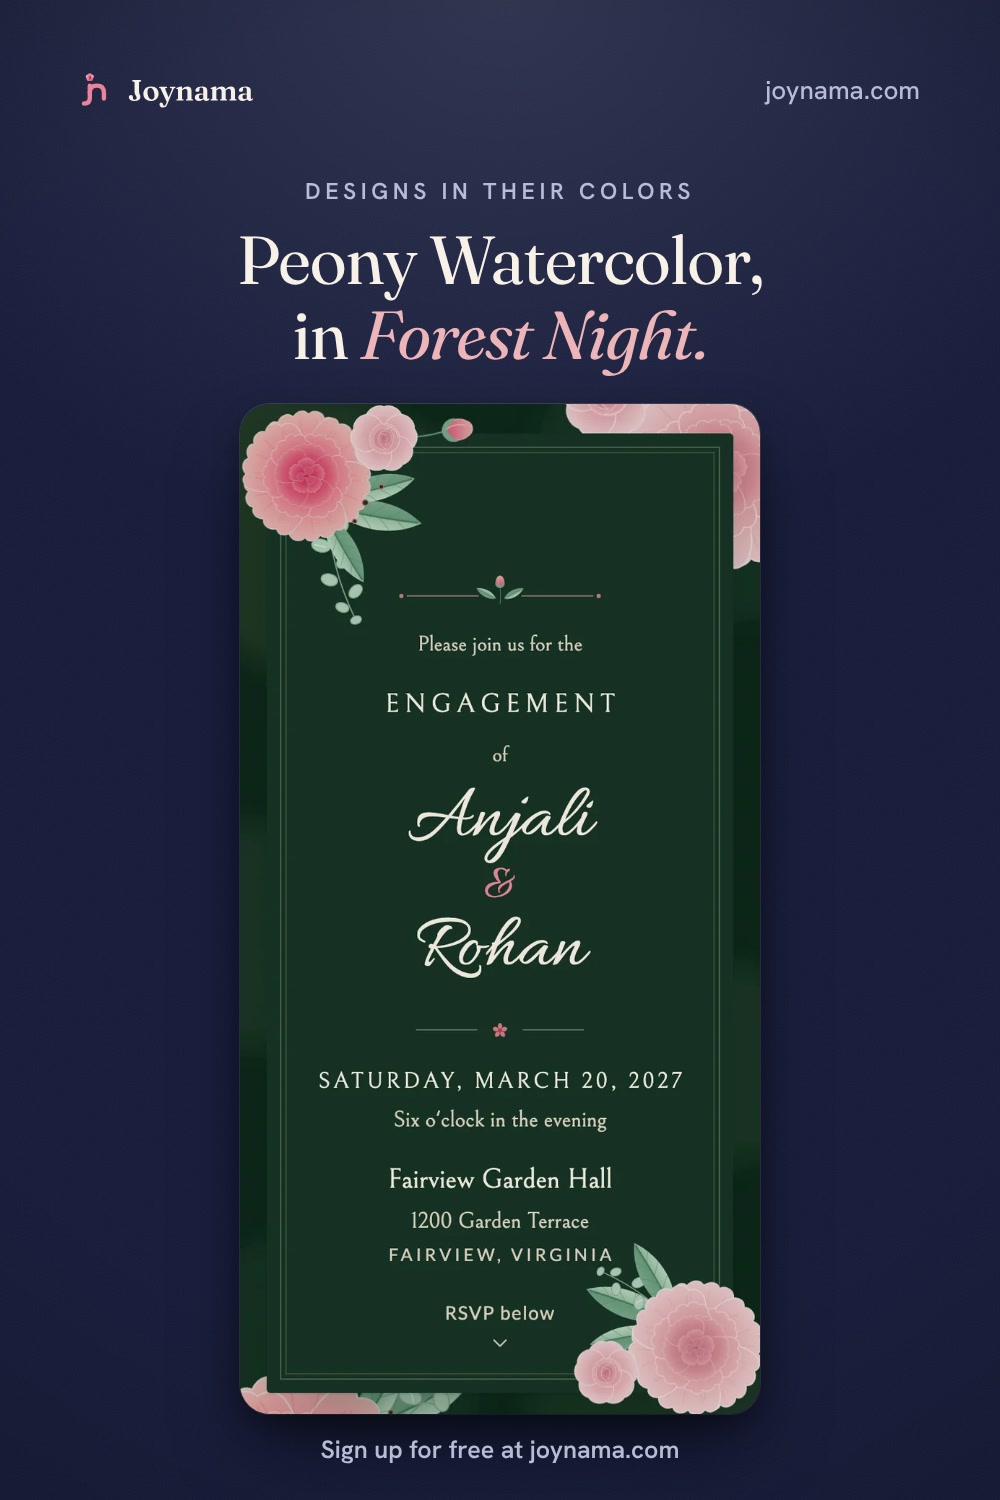 Joynama
joynama.com
DESIGNS IN THEIR COLORS
Peony Watercolor,
in Forest Night.
Please join us for the
ENGAGEMENT
of
Anjali
&
Rohan
SATURDAY, MARCH 20, 2027
Six o'clock in the evening
Fairview Garden Hall
1200 Garden Terrace
FAIRVIEW, VIRGINIA
RSVP below
Sign up for free at joynama.com